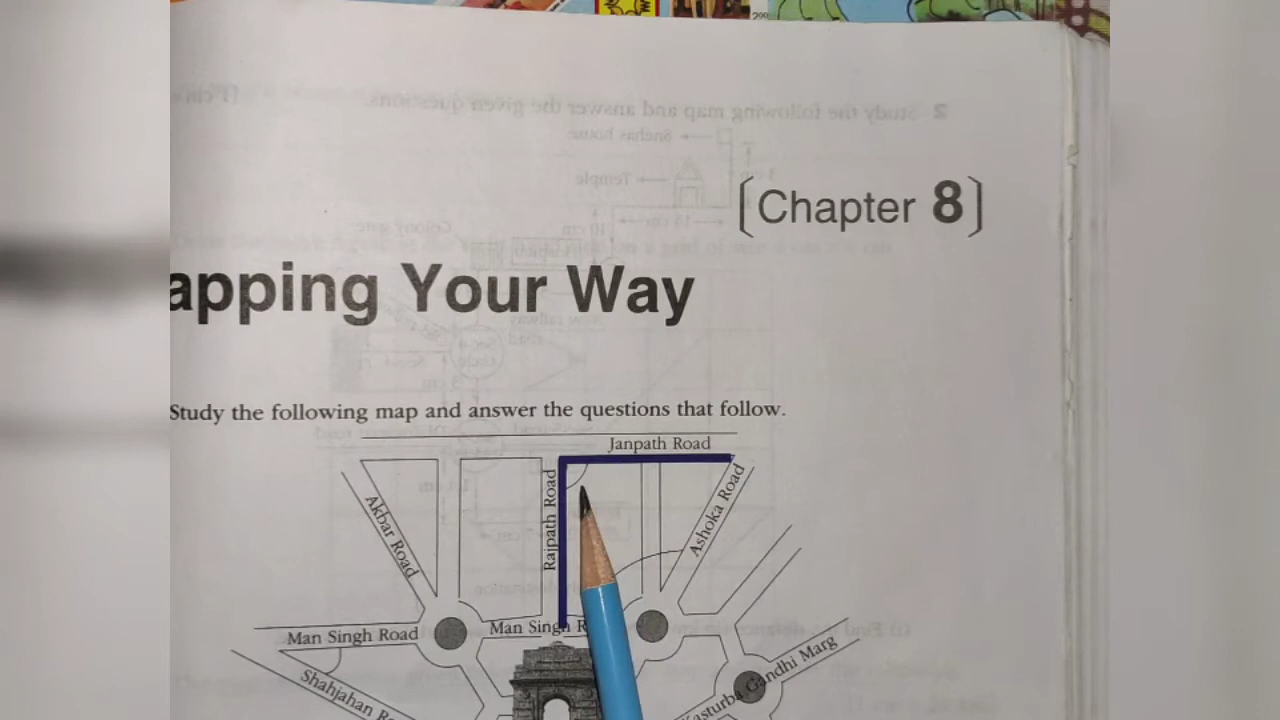 [Chapter 8]
apping Your Way
Study the following map and answer the questions that follow.
Janpath Road
Akbar Road
Rajpath Road
Ashoka Road
Man Singh Road
Man Singh R
Shahjahan R
Kasturba Gandhi Marg